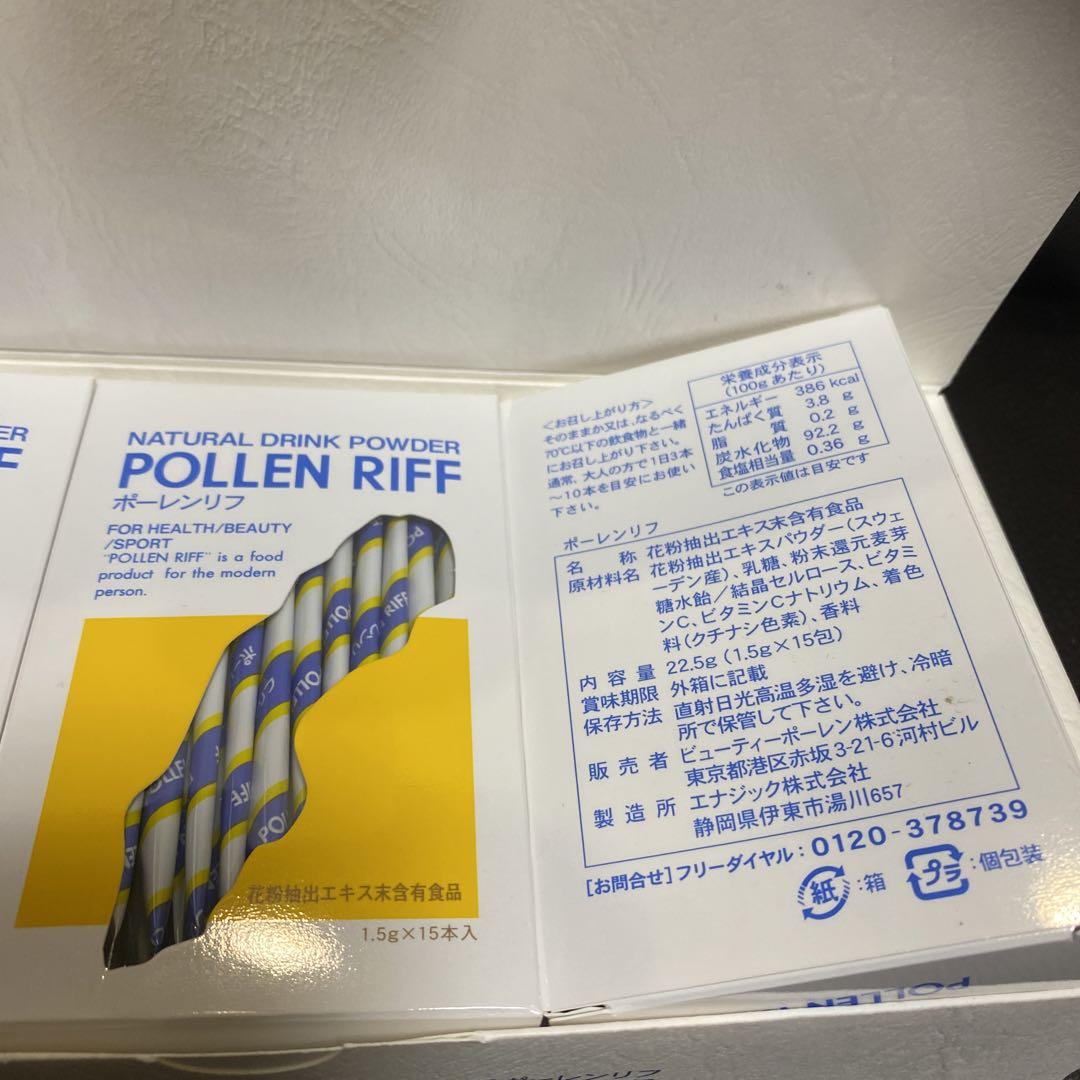 ER
E
NATURAL DRINK POWDER
POLLEN RIFF
ポーレンリフ
FOR HEALTH/BEAUTY
/SPORT
"POLLEN RIFF" is a food
product for the modern
person.
花粉抽出エキス末含有食品
1.5g×15本入
<お召し上がり方>
そのままか又は、なるべく
70℃以下の飲食物と一緒
にお召し上がり下さい。
通常、大人の方で1日3本
～10本を目安にお使い
下さい。
栄養成分表示
(100gあたり)
エネルギー 386 kcal
たんぱく質 3.8 g
脂質 0.2 g
炭水化物 92.2 g
食塩相当量 0.36 g
この表示値は目安です
ポーレンリフ
名称 花粉抽出エキス末含有食品
原材料名 花粉抽出エキスパウダー(スウェ
ーデン産)、乳糖、粉末還元麦芽
糖水飴/結晶セルロース、ビタミ
ンC、ビタミンCナトリウム、着色
料(クチナシ色素)、香料
内容量 22.5g (1.5g×15包)
賞味期限 外箱に記載
保存方法 直射日光高温多湿を避け、冷暗
所で保管して下さい。
販売者 ビューティーポーレン株式会社
東京都港区赤坂3-21-6河村ビル
製造所 エナジック株式会社
静岡県伊東市湯川657
[お問合せ]フリーダイヤル:0120-378739
紙:箱 プラ:個包装
POLLEN
ポーレンリフ